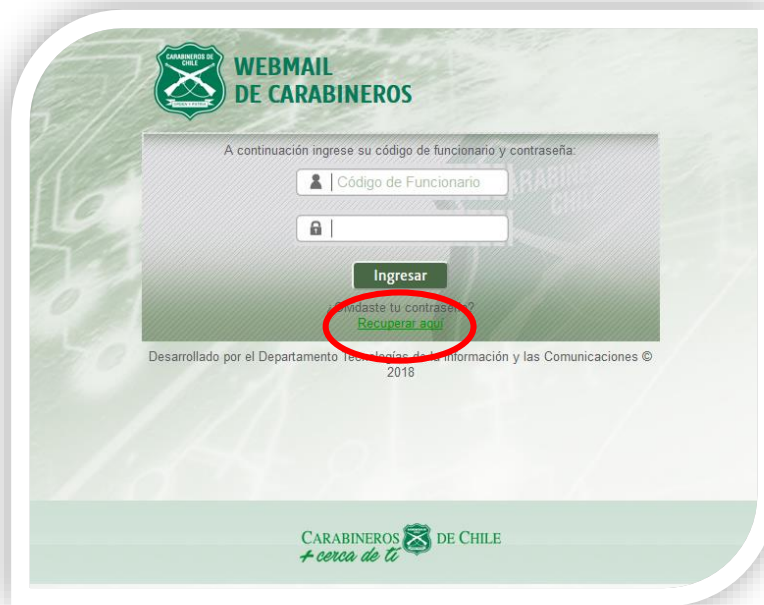 CARABINEROS DE
CHILE
WEBMAIL
DE CARABINEROS
A continuación ingrese su código de funcionario y contraseña:
Código de Funcionario
Ingresar
¿Olvidaste tu contraseña?
Recuperar aquí
Desarrollado por el Departamento Tecnologías de la Información y las Comunicaciones ©
2018
CARABINEROS DE CHILE
+ cerca de ti